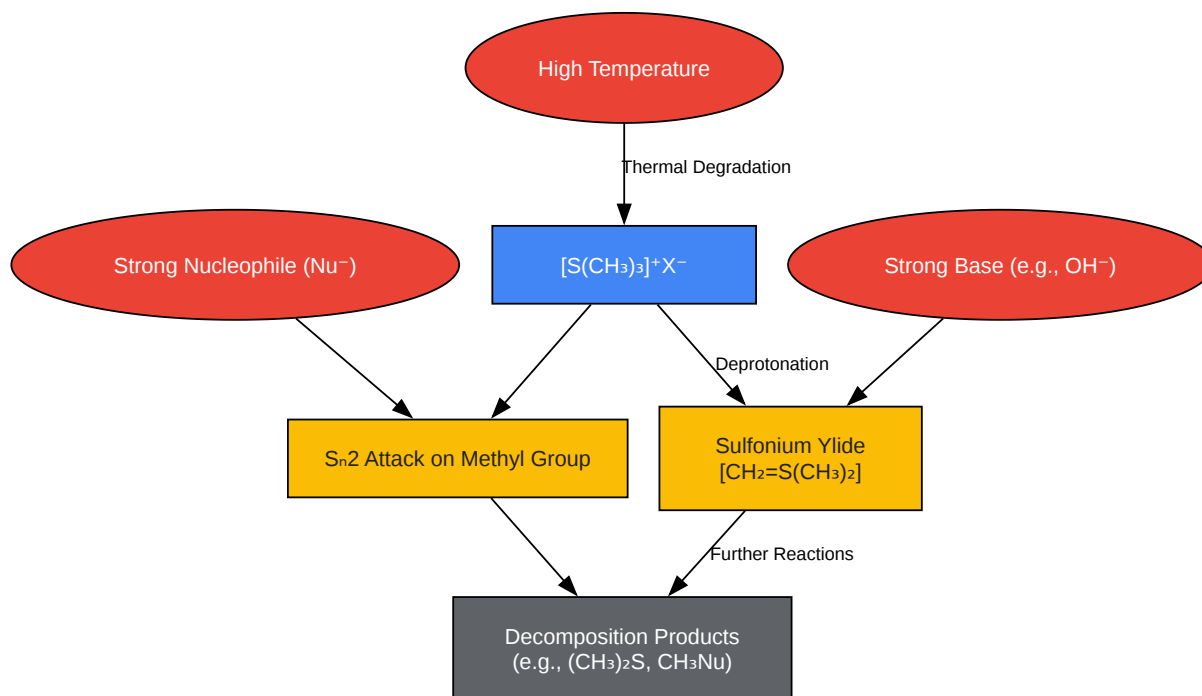 High Temperature
Thermal Degradation
Strong Nucleophile (Nu⁻)
[S(CH₃)₃]⁺X⁻
Strong Base (e.g., OH⁻)
Deprotonation
Sₙ2 Attack on Methyl Group
Sulfonium Ylide
[CH₂=S(CH₃)₂]
Further Reactions
Decomposition Products
(e.g., (CH₃)₂S, CH₃Nu)